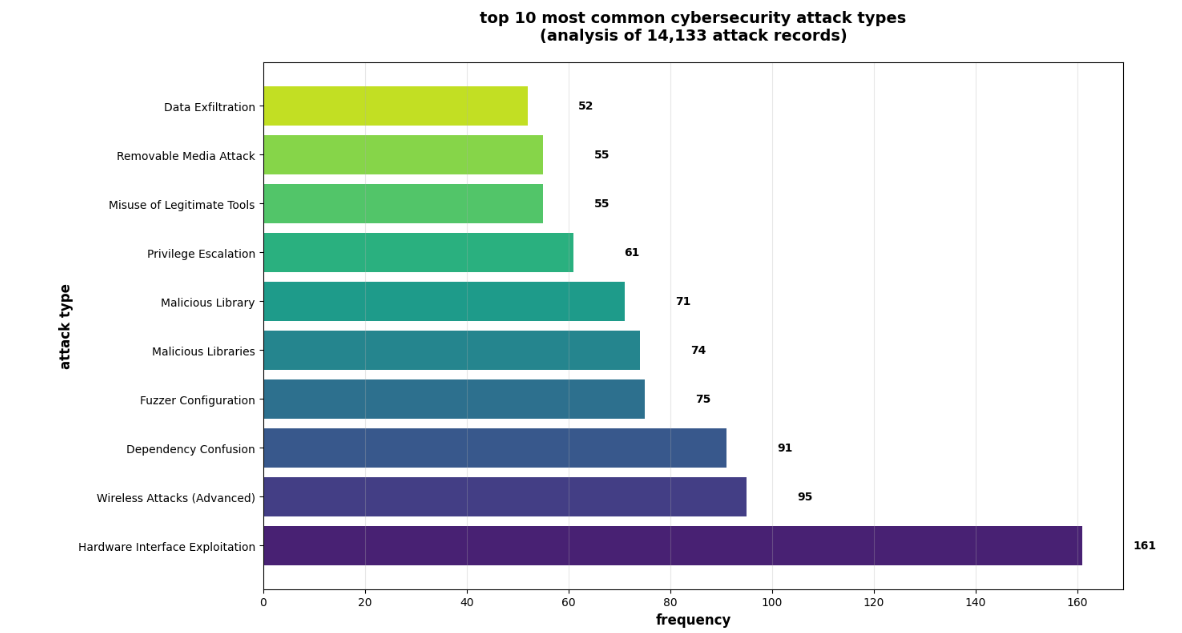 top 10 most common cybersecurity attack types
(analysis of 14,133 attack records)
Data Exfiltration 52
Removable Media Attack 55
Misuse of Legitimate Tools 55
Privilege Escalation 61
Malicious Library 71
Malicious Libraries 74
Fuzzer Configuration 75
Dependency Confusion 91
Wireless Attacks (Advanced) 95
Hardware Interface Exploitation 161
attack type
0 20 40 60 80 100 120 140 160
frequency